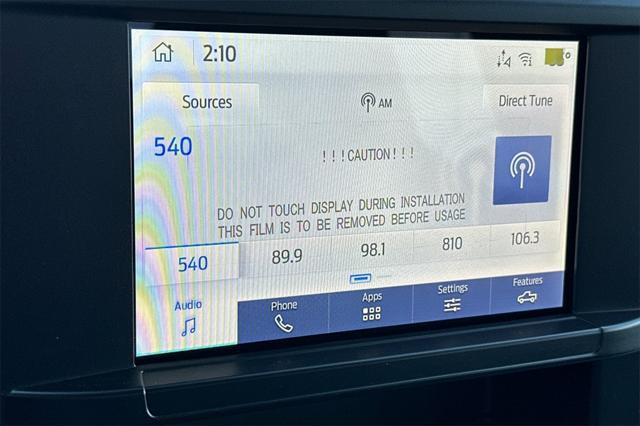 2:10
Sources
AM
Direct Tune
540
! ! ! CAUTION ! ! !
DO NOT TOUCH DISPLAY DURING INSTALLATION
THIS FILM IS TO BE REMOVED BEFORE USAGE
540 89.9 98.1 810 106.3
Audio Phone Apps Settings Features